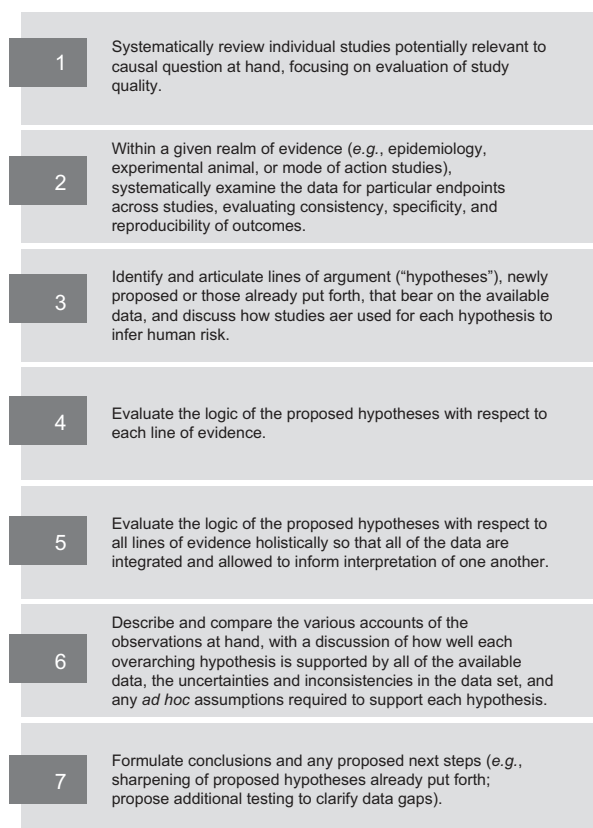 1
Systematically review individual studies potentially relevant to
causal question at hand, focusing on evaluation of study
quality.
2
Within a given realm of evidence (e.g., epidemiology,
experimental animal, or mode of action studies),
systematically examine the data for particular endpoints
across studies, evaluating consistency, specificity, and
reproducibility of outcomes.
3
Identify and articulate lines of argument (“hypotheses”), newly
proposed or those already put forth, that bear on the available
data, and discuss how studies aer used for each hypothesis to
infer human risk.
4
Evaluate the logic of the proposed hypotheses with respect to
each line of evidence.
5
Evaluate the logic of the proposed hypotheses with respect to
all lines of evidence holistically so that all of the data are
integrated and allowed to inform interpretation of one another.
6
Describe and compare the various accounts of the
observations at hand, with a discussion of how well each
overarching hypothesis is supported by all of the available
data, the uncertainties and inconsistencies in the data set, and
any ad hoc assumptions required to support each hypothesis.
7
Formulate conclusions and any proposed next steps (e.g.,
sharpening of proposed hypotheses already put forth;
propose additional testing to clarify data gaps).